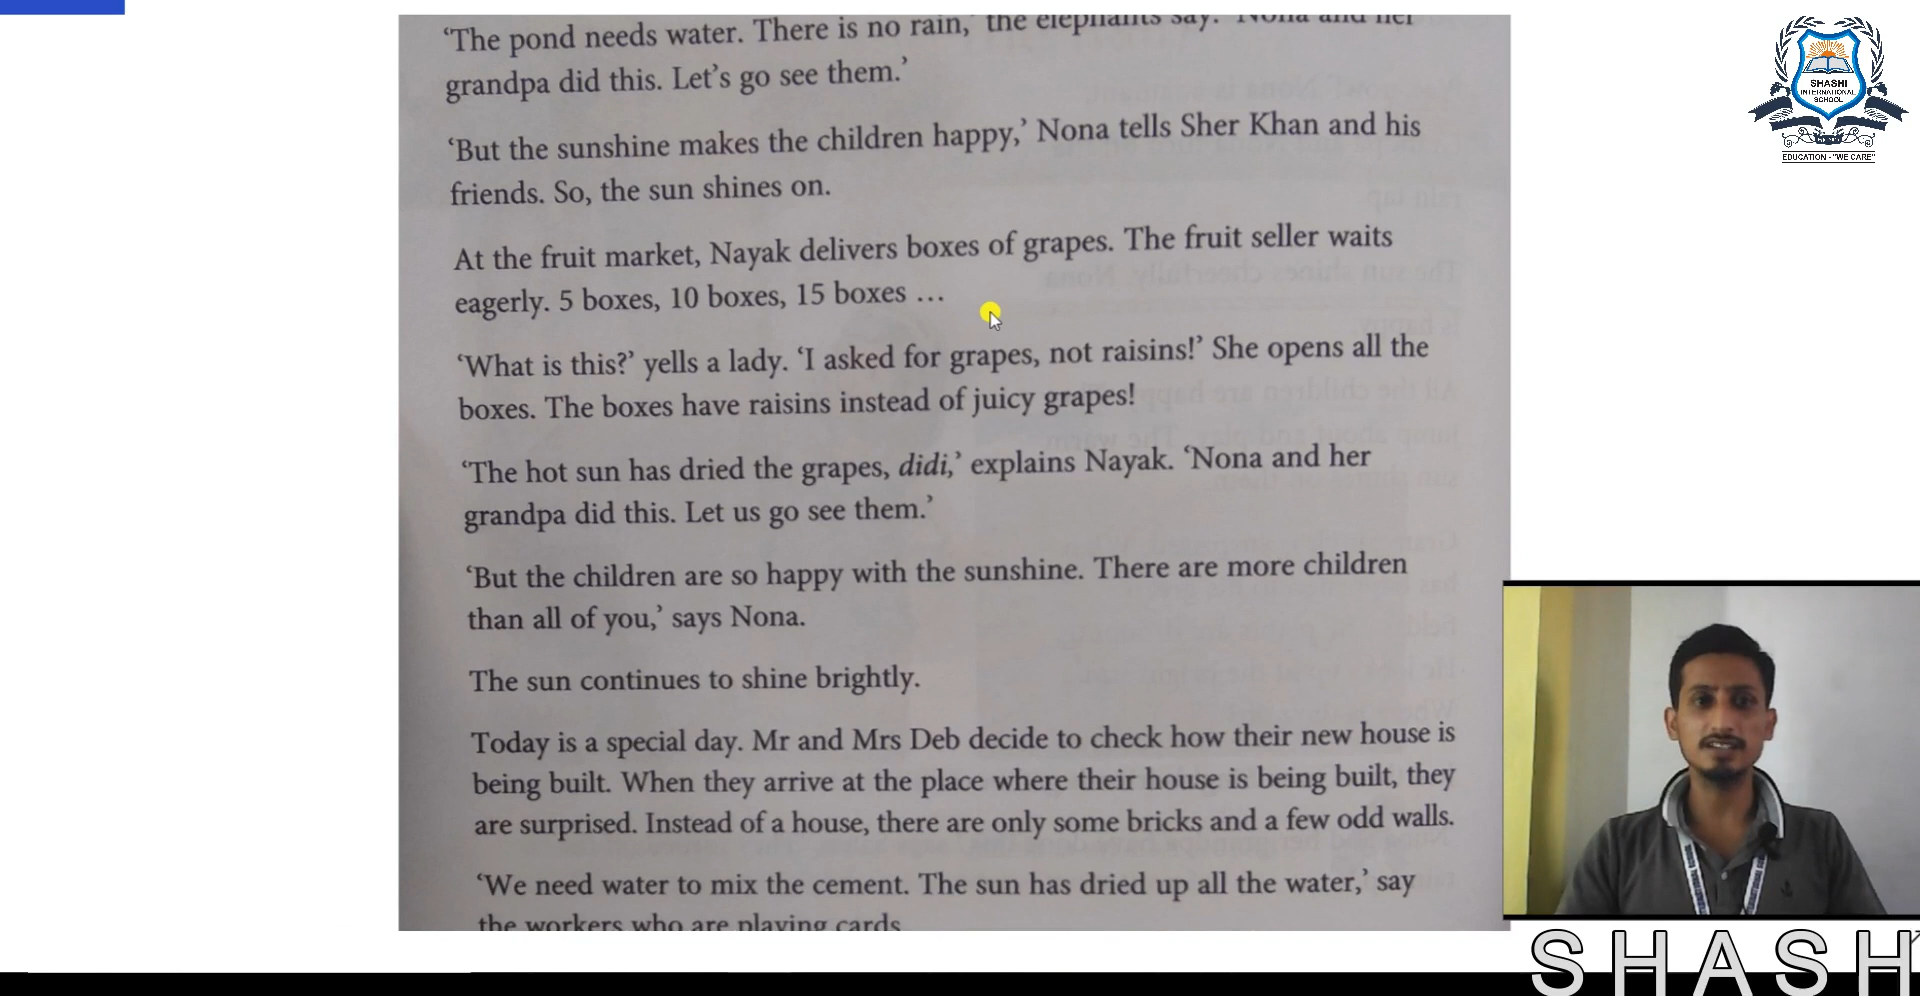 ‘The pond needs water. There is no rain,’ the elephants say. ‘Nona and her
grandpa did this. Let’s go see them.’
‘But the sunshine makes the children happy,’ Nona tells Sher Khan and his
friends. So, the sun shines on.
At the fruit market, Nayak delivers boxes of grapes. The fruit seller waits
eagerly. 5 boxes, 10 boxes, 15 boxes …
‘What is this?’ yells a lady. ‘I asked for grapes, not raisins!’ She opens all the
boxes. The boxes have raisins instead of juicy grapes!
‘The hot sun has dried the grapes, didi,’ explains Nayak. ‘Nona and her
grandpa did this. Let us go see them.’
‘But the children are so happy with the sunshine. There are more children
than all of you,’ says Nona.
The sun continues to shine brightly.
Today is a special day. Mr and Mrs Deb decide to check how their new house is
being built. When they arrive at the place where their house is being built, they
are surprised. Instead of a house, there are only some bricks and a few odd walls.
‘We need water to mix the cement. The sun has dried up all the water,’ say
the workers who are playing cards
SHASHI
INTERNATIONAL
SCHOOL
EDUCATION - "WE CARE"
SHASH